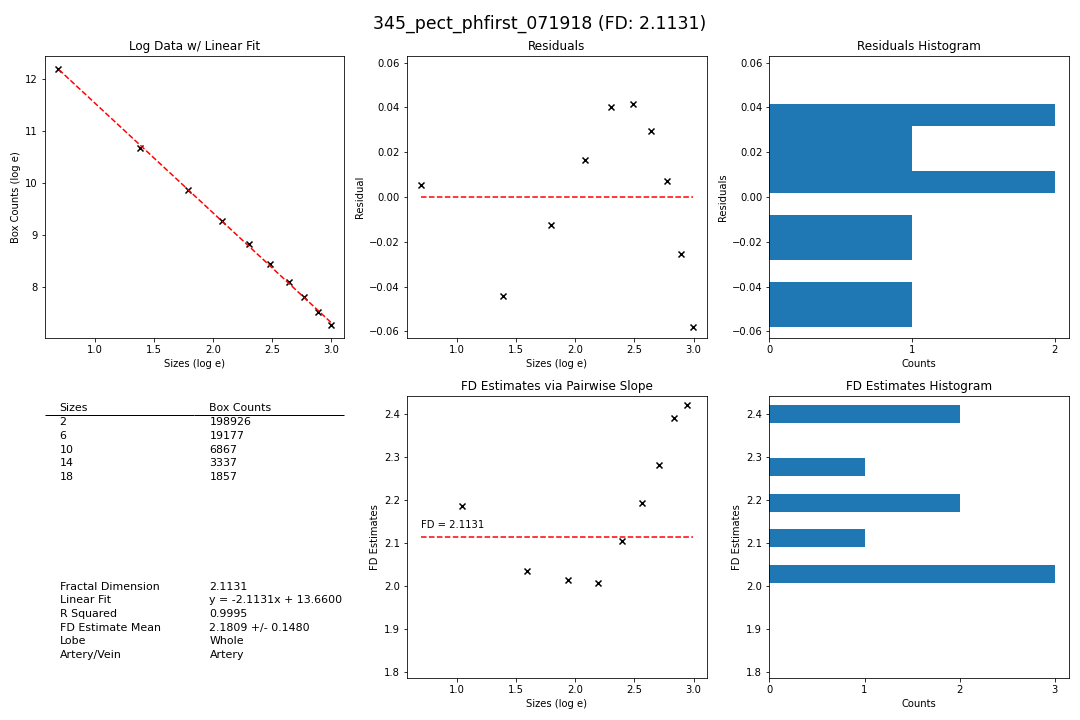 345_pect_phfirst_071918 (FD: 2.1131)
Log Data w/ Linear Fit
12
11
10
9
8
Box Counts (log e)
1.0 1.5 2.0 2.5 3.0
Sizes (log e)
Residuals
0.06
0.04
0.02
0.00
−0.02
−0.04
−0.06
Residual
1.0 1.5 2.0 2.5 3.0
Sizes (log e)
Residuals Histogram
0.06
0.04
0.02
0.00
−0.02
−0.04
−0.06
Residuals
0 1 2
Counts
Sizes Box Counts
2 198926
6 19177
10 6867
14 3337
18 1857
Fractal Dimension 2.1131
Linear Fit y = -2.1131x + 13.6600
R Squared 0.9995
FD Estimate Mean 2.1809 +/- 0.1480
Lobe Whole
Artery/Vein Artery
FD Estimates via Pairwise Slope
2.4
2.3
2.2
2.1
2.0
1.9
1.8
FD Estimates
FD = 2.1131
1.0 1.5 2.0 2.5 3.0
Sizes (log e)
FD Estimates Histogram
2.4
2.3
2.2
2.1
2.0
1.9
1.8
FD Estimates
0 1 2 3
Counts